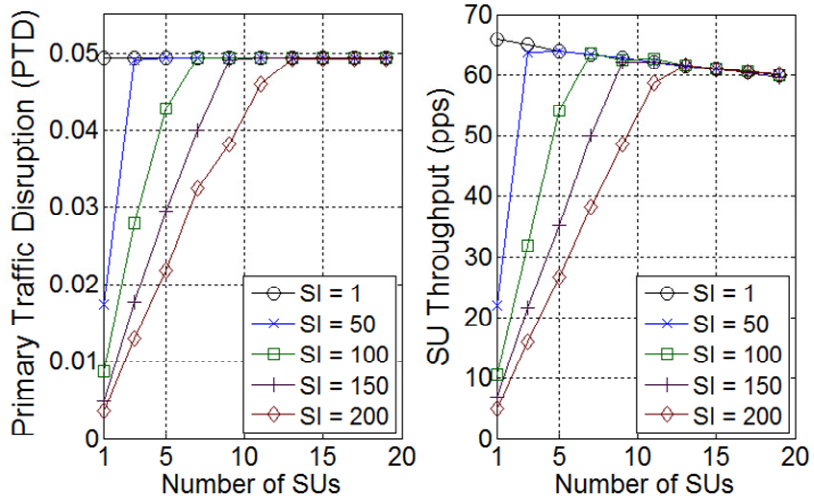 Primary Traffic Disruption (PTD)
0.05
0.04
0.03
0.02
0.01
0
1
5
10
15
20
Number of SUs
SI = 1
SI = 50
SI = 100
SI = 150
SI = 200
SU Throughput (pps)
70
60
50
40
30
20
10
0
1
5
10
15
20
Number of SUs
SI = 1
SI = 50
SI = 100
SI = 150
SI = 200